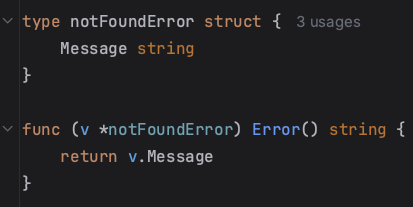 type notFoundError struct { 3 usages
    Message string
}
func (v *notFoundError) Error() string {
    return v.Message
}